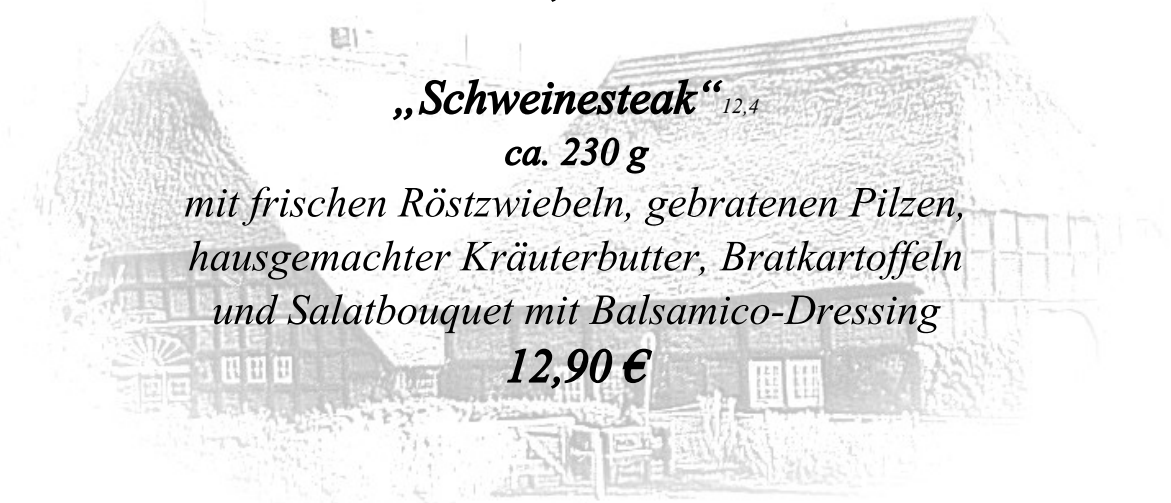 „Schweinesteak“12,4
ca. 230 g
mit frischen Röstzwiebeln, gebratenen Pilzen,
hausgemachter Kräuterbutter, Bratkartoffeln
und Salatbouquet mit Balsamico-Dressing
12,90 €